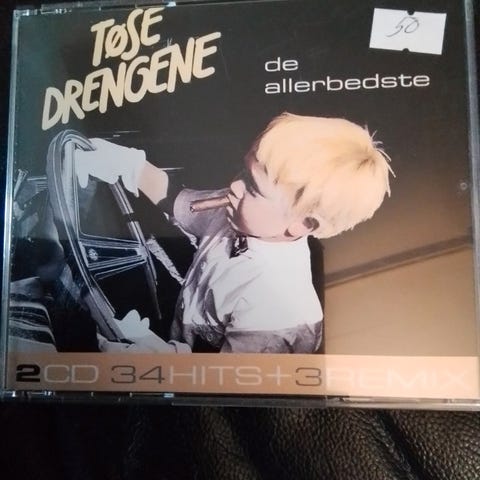 TØSE
DRENGENE
50
de
allerbedste
2CD 34HITS+3REMIX